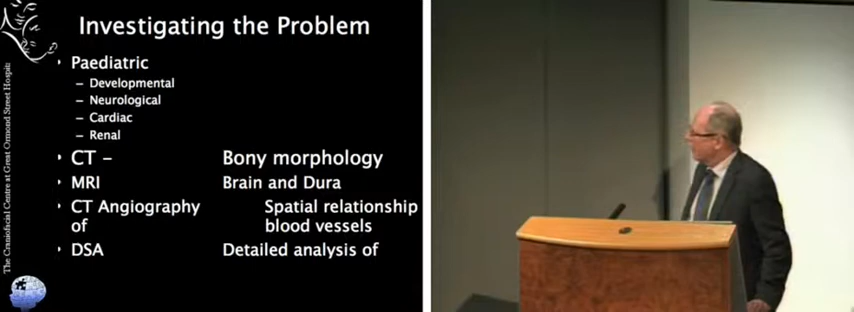 Investigating the Problem
Paediatric
– Developmental
– Neurological
– Cardiac
– Renal
CT – Bony morphology
MRI Brain and Dura
CT Angiography Spatial relationship
of blood vessels
DSA Detailed analysis of
The Craniofacial Centre at Great Ormond Street Hospit